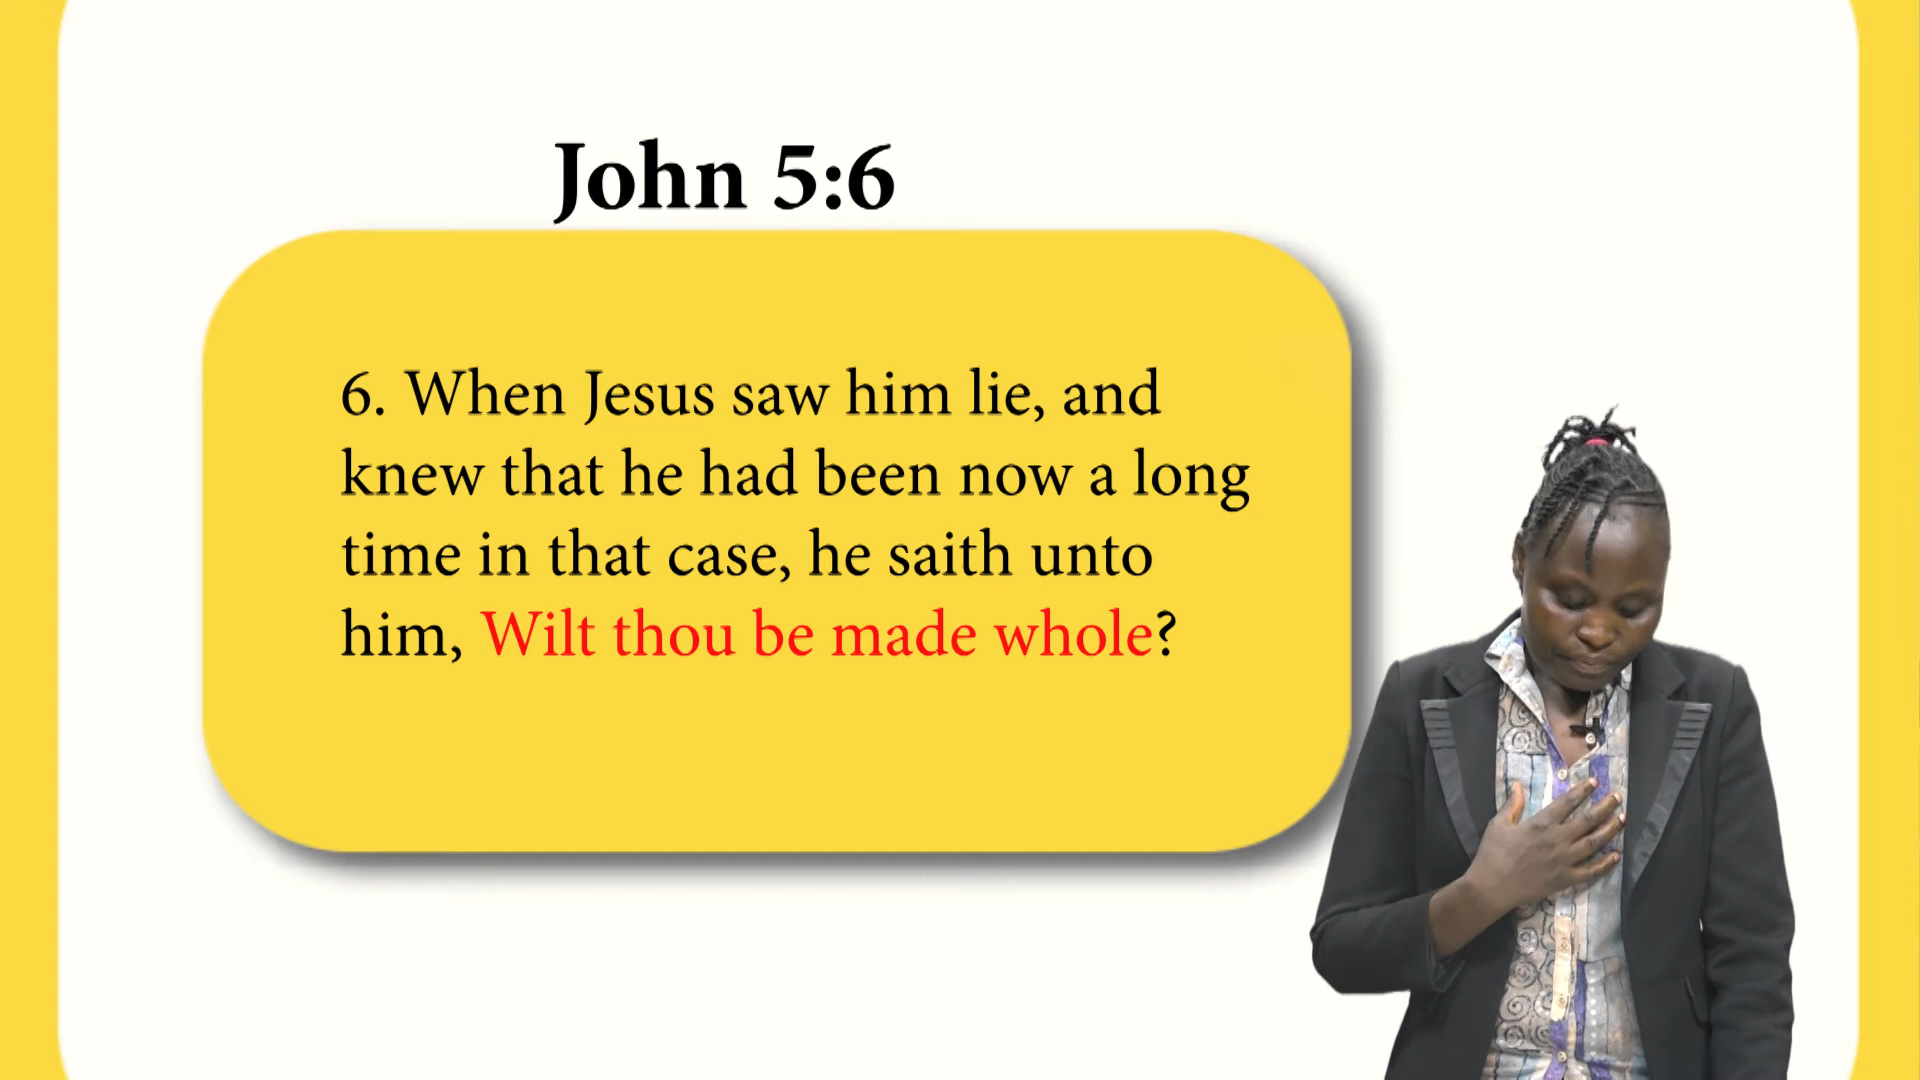 John 5:6
6. When Jesus saw him lie, and
knew that he had been now a long
time in that case, he saith unto
him, Wilt thou be made whole?